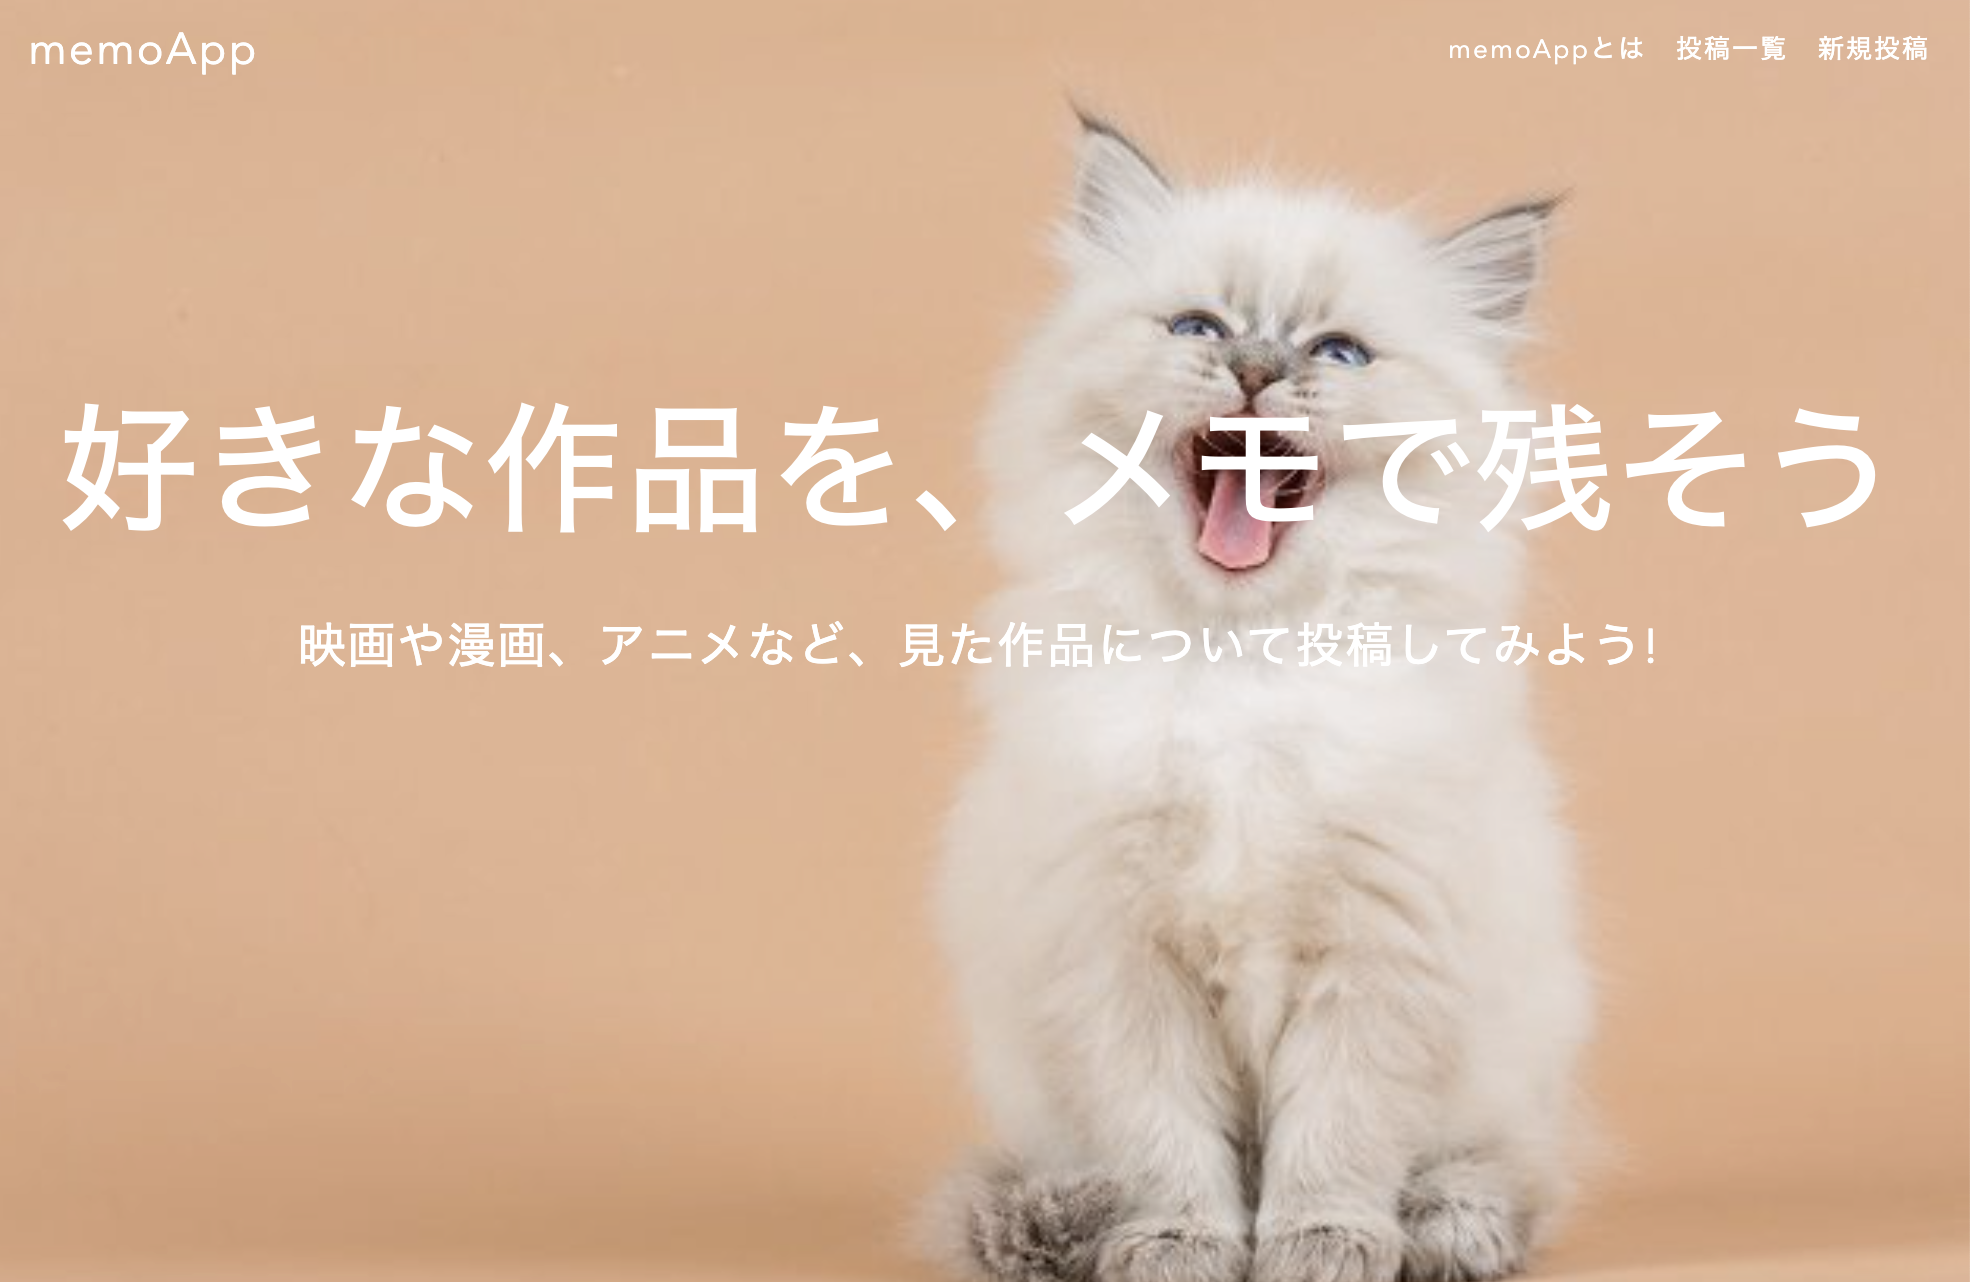 memoApp
memoAppとは 投稿一覧 新規投稿
好きな作品を、メモで残そう
映画や漫画、アニメなど、見た作品について投稿してみよう!